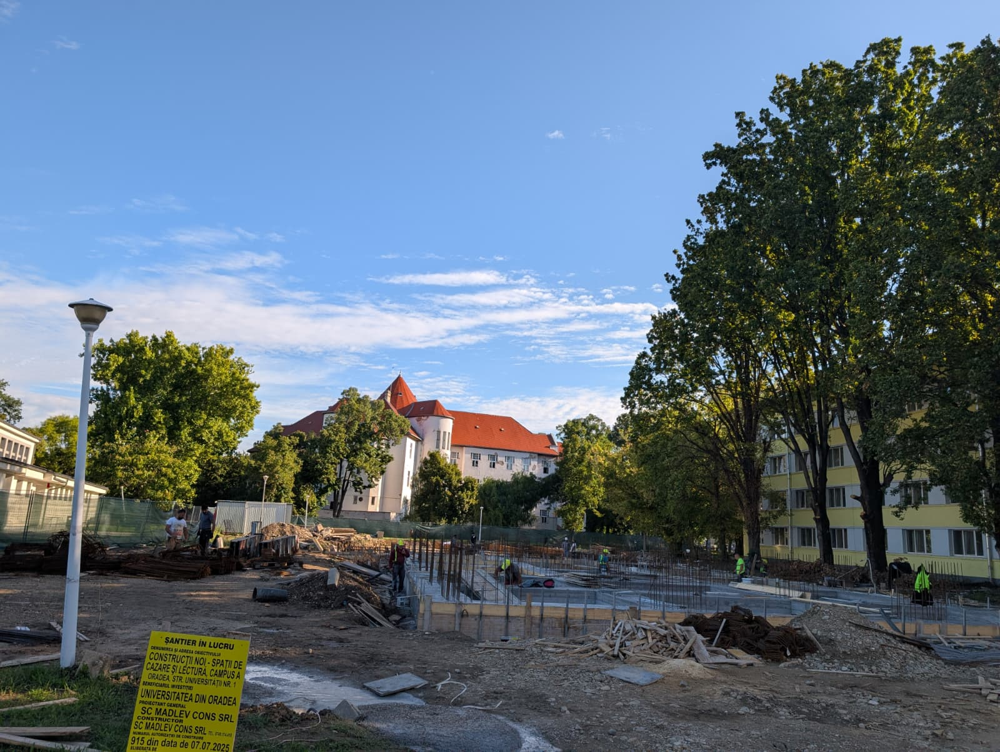 ȘANTIER ÎN LUCRU
DENUMIREA ȘI ADRESA OBIECTIVULUI
CONSTRUCȚII NOI - SPAȚII DE
CAZARE ȘI LECTURĂ, CAMPUS A
ORADEA, STR. UNIVERSITĂȚII NR. 1
BENEFICIARUL INVESTIȚIEI
UNIVERSITATEA DIN ORADEA
PROIECTANT GENERAL
SC MADLEV CONS SRL
CONSTRUCTOR
SC MADLEV CONS SRL TEL.
NUMĂRUL AUTORIZAȚIEI DE CONSTRUIRE
915 din data de 07.07.2025
ELIBERATĂ DE